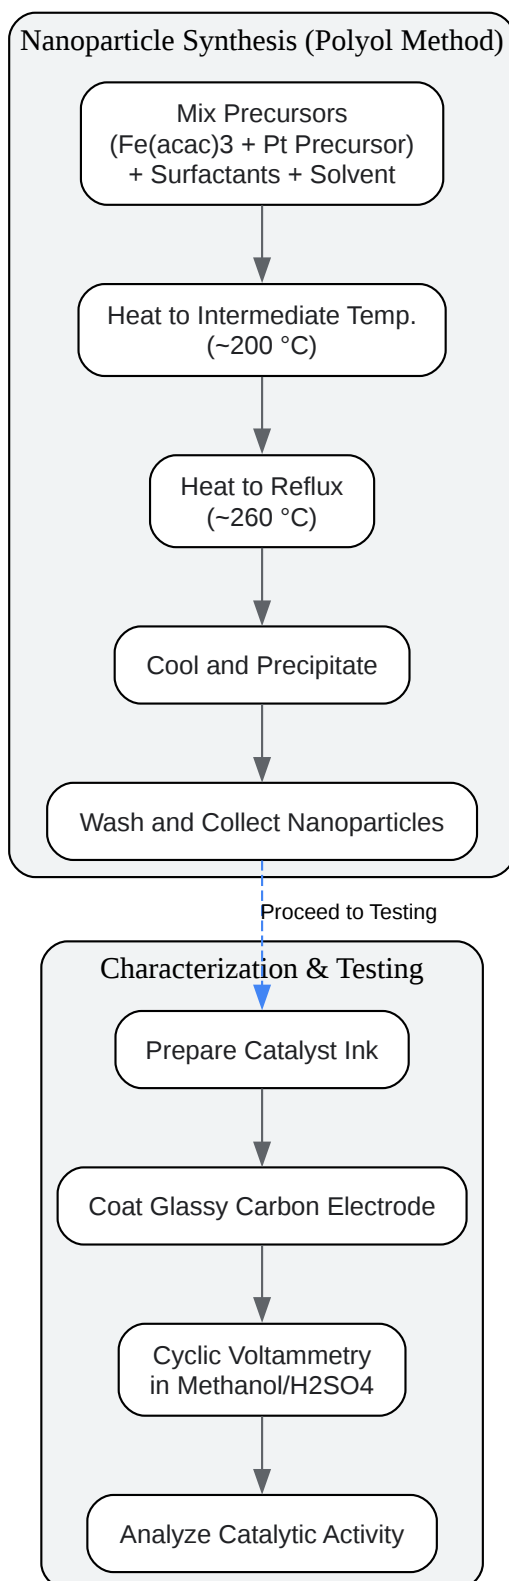 Nanoparticle Synthesis (Polyol Method)
Mix Precursors
(Fe(acac)3 + Pt Precursor)
+ Surfactants + Solvent
Heat to Intermediate Temp.
(~200 °C)
Heat to Reflux
(~260 °C)
Cool and Precipitate
Wash and Collect Nanoparticles
Proceed to Testing
Characterization & Testing
Prepare Catalyst Ink
Coat Glassy Carbon Electrode
Cyclic Voltammetry
in Methanol/H2SO4
Analyze Catalytic Activity